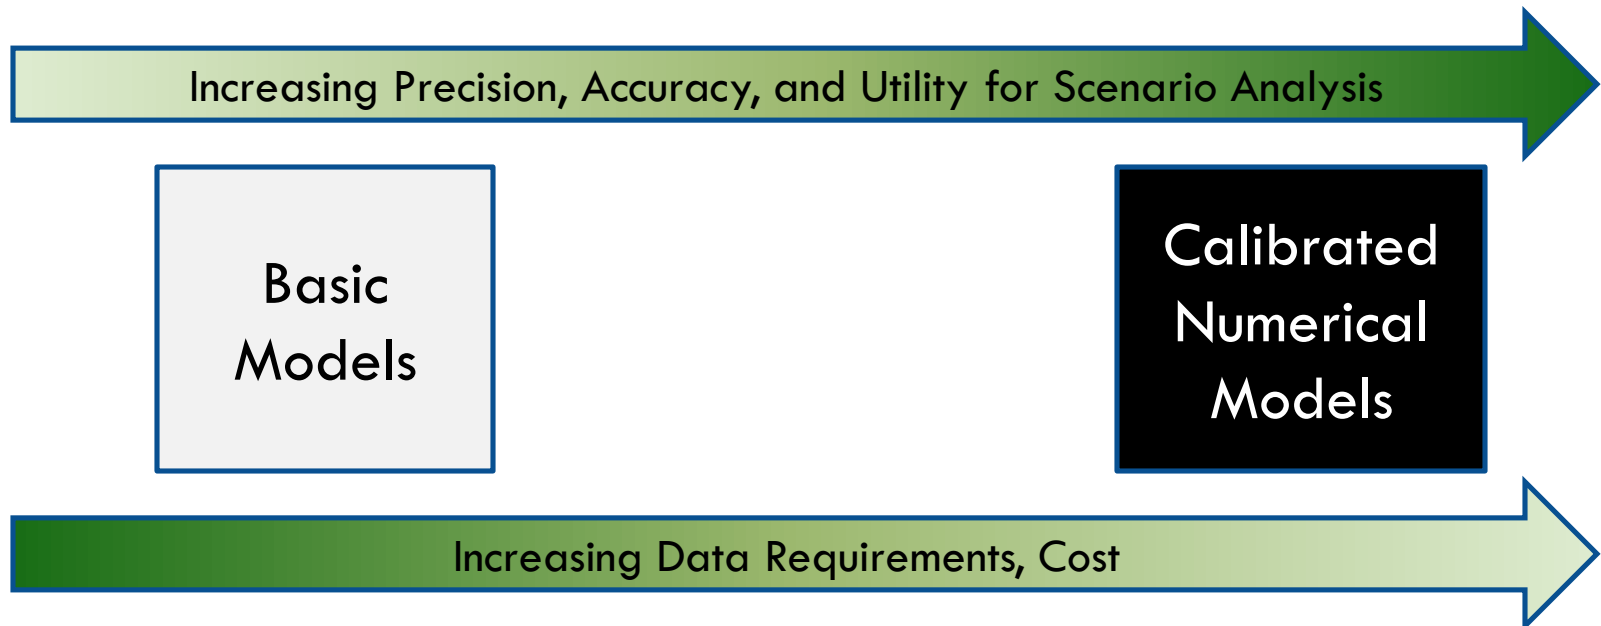 Increasing Precision, Accuracy, and Utility for Scenario Analysis
Basic
Models
Calibrated
Numerical
Models
Increasing Data Requirements, Cost